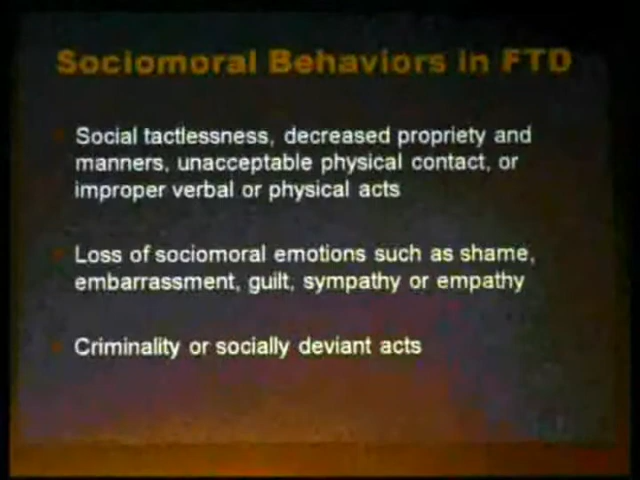 Sociomoral Behaviors in FTD
Social tactlessness, decreased propriety and
manners, unacceptable physical contact, or
improper verbal or physical acts
Loss of sociomoral emotions such as shame,
embarrassment, guilt, sympathy or empathy
Criminality or socially deviant acts